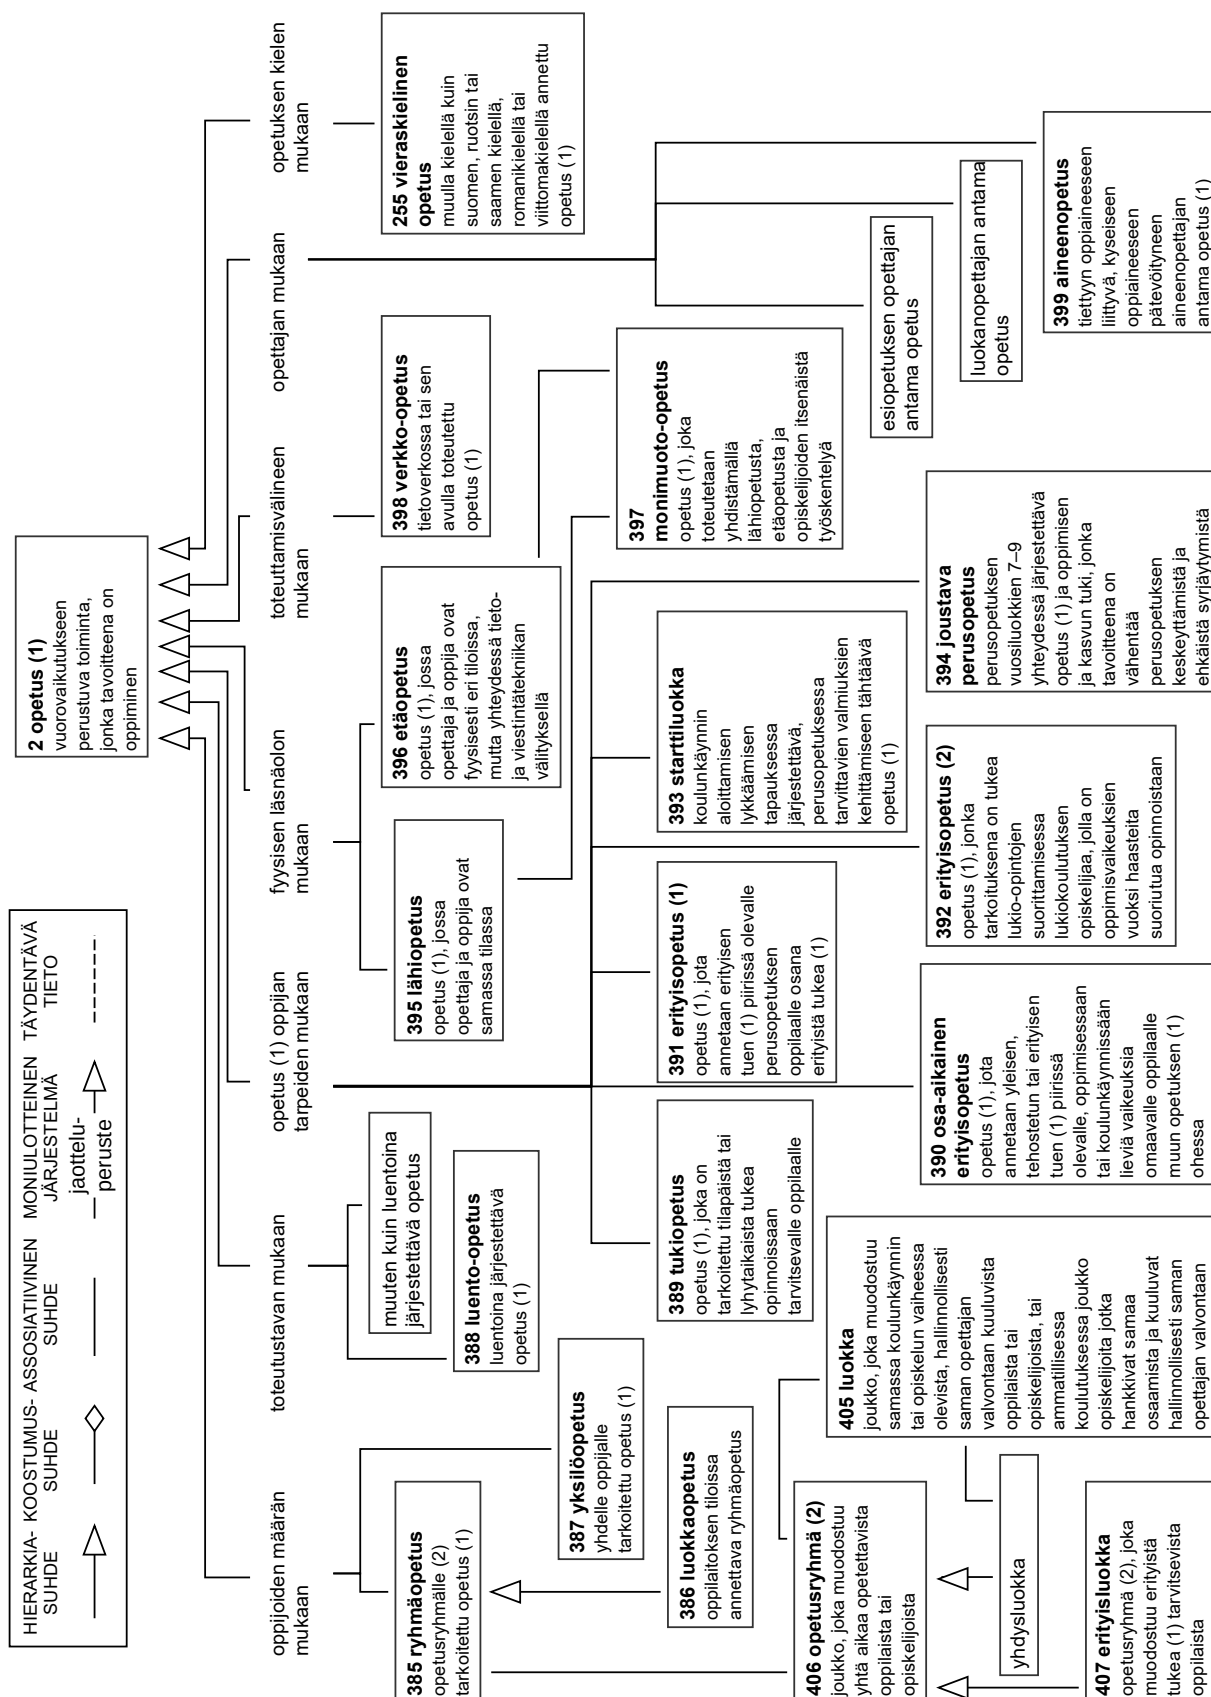 HIERARKIA-
SUHDE
KOOSTUMUS-
SUHDE
ASSOSIATIIVINEN
SUHDE
MONIULOTTEINEN
JÄRJESTELMÄ
jaottelu-
peruste
TÄYDENTÄVÄ
TIETO
2 opetus (1)
vuorovaikutukseen
perustuva toiminta,
jonka tavoitteena on
oppiminen
oppijoiden määrän
mukaan
toteutustavan mukaan
opetus (1) oppijan
tarpeiden mukaan
fyysisen läsnäolon
mukaan
toteuttamisvälineen
mukaan
opettajan mukaan
opetuksen kielen
mukaan
385 ryhmäopetus
opetusryhmälle (2)
tarkoitettu opetus (1)
387 yksilöopetus
yhdelle oppijalle
tarkoitettu opetus (1)
386 luokkaopetus
oppilaitoksen tiloissa
annettava ryhmäopetus
406 opetusryhmä (2)
joukko, joka muodostuu
yhtä aikaa opetettavista
oppilaista tai
opiskelijoista
yhdysluokka
407 erityisluokka
opetusryhmä (2), joka
muodostuu erityistä
tukea (1) tarvitsevista
oppilaista
405 luokka
joukko, joka muodostuu
samassa koulunkäynnin
tai opiskelun vaiheessa
olevista, hallinnollisesti
saman opettajan
valvontaan kuuluvista
oppilaista tai
opiskelijoista, tai
ammatillisessa
koulutuksessa joukko
opiskelijoita jotka
hankkivat samaa
osaamista ja kuuluvat
hallinnollisesti saman
opettajan valvontaan
muuten kuin luentoina
järjestettävä opetus
388 luento-opetus
luentoina järjestettävä
opetus (1)
389 tukiopetus
opetus (1), joka on
tarkoitettu tilapäistä tai
lyhytaikaista tukea
opinnoissaan
tarvitsevalle oppilaalle
390 osa-aikainen
erityisopetus
opetus (1), jota
annetaan yleisen,
tehostetun tai erityisen
tuen (1) piirissä
olevalle, oppimisessaan
tai koulunkäynnissään
lieviä vaikeuksia
omaavalle oppilaalle
muun opetuksen (1)
ohessa
391 erityisopetus (1)
opetus (1), jota
annetaan erityisen
tuen (1) piirissä olevalle
perusopetuksen
oppilaalle osana
erityistä tukea (1)
392 erityisopetus (2)
opetus (1), jonka
tarkoituksena on tukea
lukio-opintojen
suorittamisessa
lukiokoulutuksen
opiskelijaa, jolla on
oppimisvaikeuksien
vuoksi haasteita
suoriutua opinnoistaan
393 starttiluokka
koulunkäynnin
aloittamisen
lykkäämisen
tapauksessa
järjestettävä,
perusopetuksessa
tarvittavien valmiuksien
kehittämiseen tähtäävä
opetus (1)
394 joustava
perusopetus
perusopetuksen
vuosiluokkien 7–9
yhteydessä järjestettävä
opetus (1) ja oppimisen
ja kasvun tuki, jonka
tavoitteena on
vähentää
perusopetuksen
keskeyttämistä ja
ehkäistä syrjäytymistä
395 lähiopetus
opetus (1), jossa
opettaja ja oppija ovat
samassa tilassa
396 etäopetus
opetus (1), jossa
opettaja ja oppija ovat
fyysisesti eri tiloissa,
mutta yhteydessä tieto-
ja viestintätekniikan
välityksellä
397
monimuoto-opetus
opetus (1), joka
toteutetaan
yhdistämällä
lähiopetusta,
etäopetusta ja
opiskelijoiden itsenäistä
työskentelyä
398 verkko-opetus
tietoverkossa tai sen
avulla toteutettu
opetus (1)
esiopetuksen opettajan
antama opetus
luokanopettajan antama
opetus
399 aineenopetus
tiettyyn oppiaineeseen
liittyvä, kyseiseen
oppiaineeseen
pätevöityneen
aineenopettajan
antama opetus (1)
255 vieraskielinen
opetus
muulla kielellä kuin
suomen, ruotsin tai
saamen kielellä,
romanikielellä tai
viittomakielellä annettu
opetus (1)